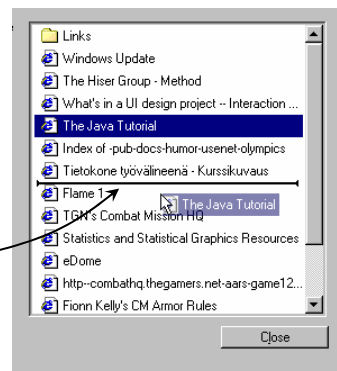 Links
Windows Update
The Hiser Group - Method
What's in a UI design project -- Interaction ...
The Java Tutorial
Index of -pub-docs-humor-usenet-olympics
Tietokone työvälineenä - Kurssikuvaus
Flame 1
The Java Tutorial
TGN's Combat Mission HQ
Statistics and Statistical Graphics Resources
eDome
http--combathq.thegamers.net-aars-game12...
Fionn Kelly's CM Armor Rules
Close